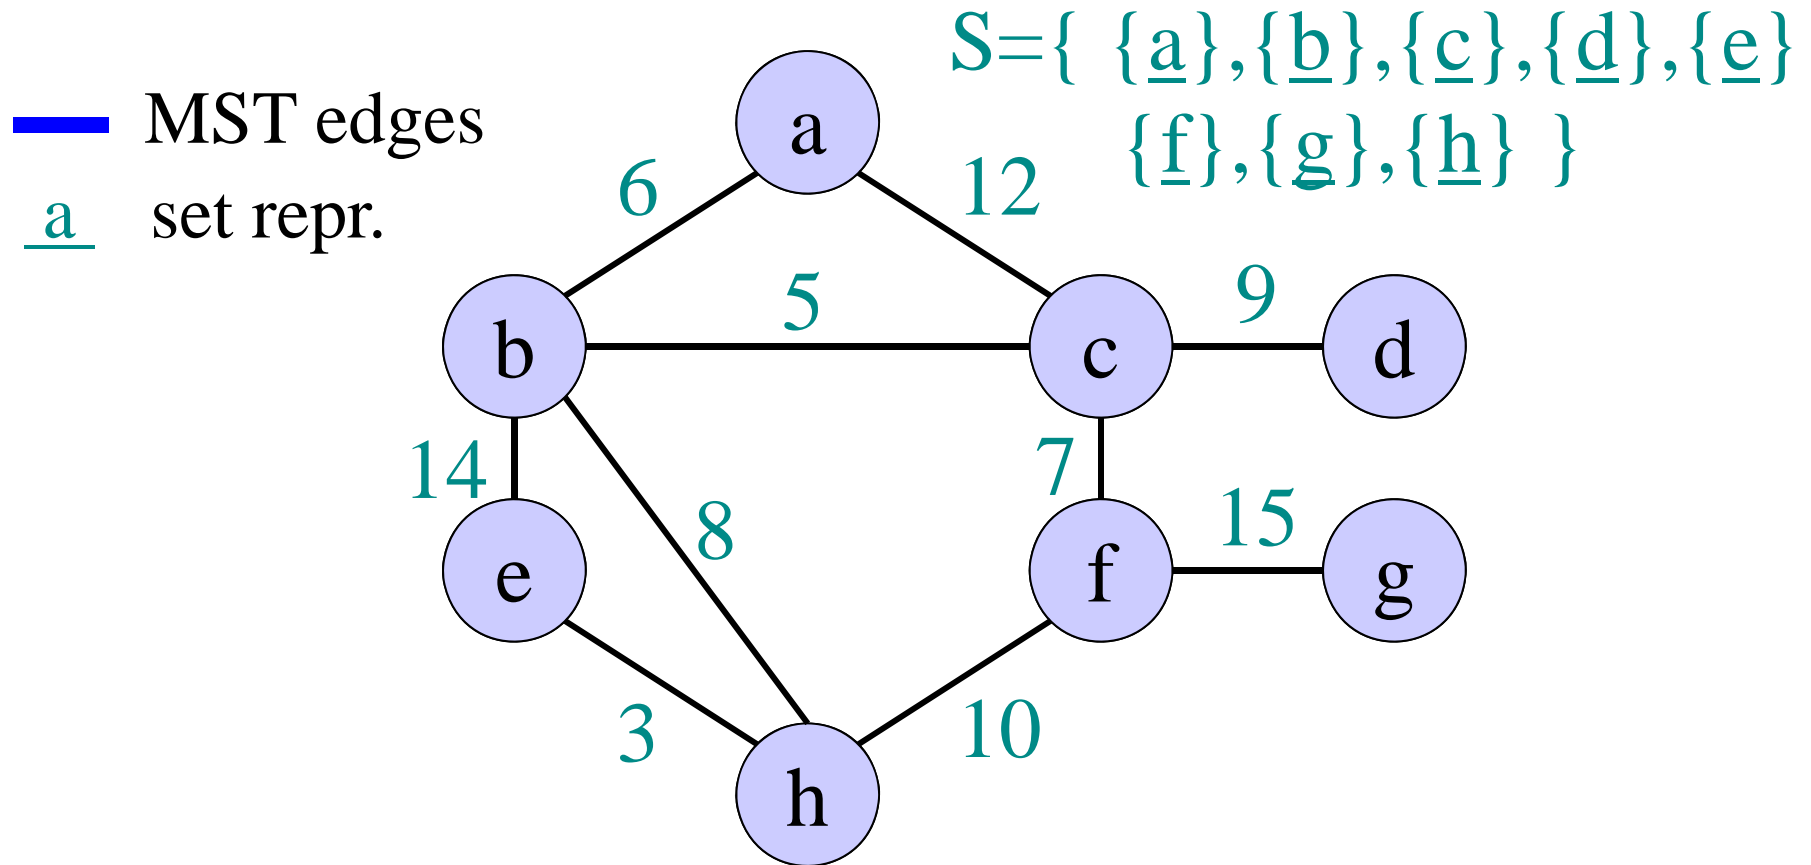 S={ {a},{b},{c},{d},{e}
{f},{g},{h} }
MST edges
a set repr.
a
6
12
5
9
b
c
d
14
7
8
15
e
f
g
3
10
h